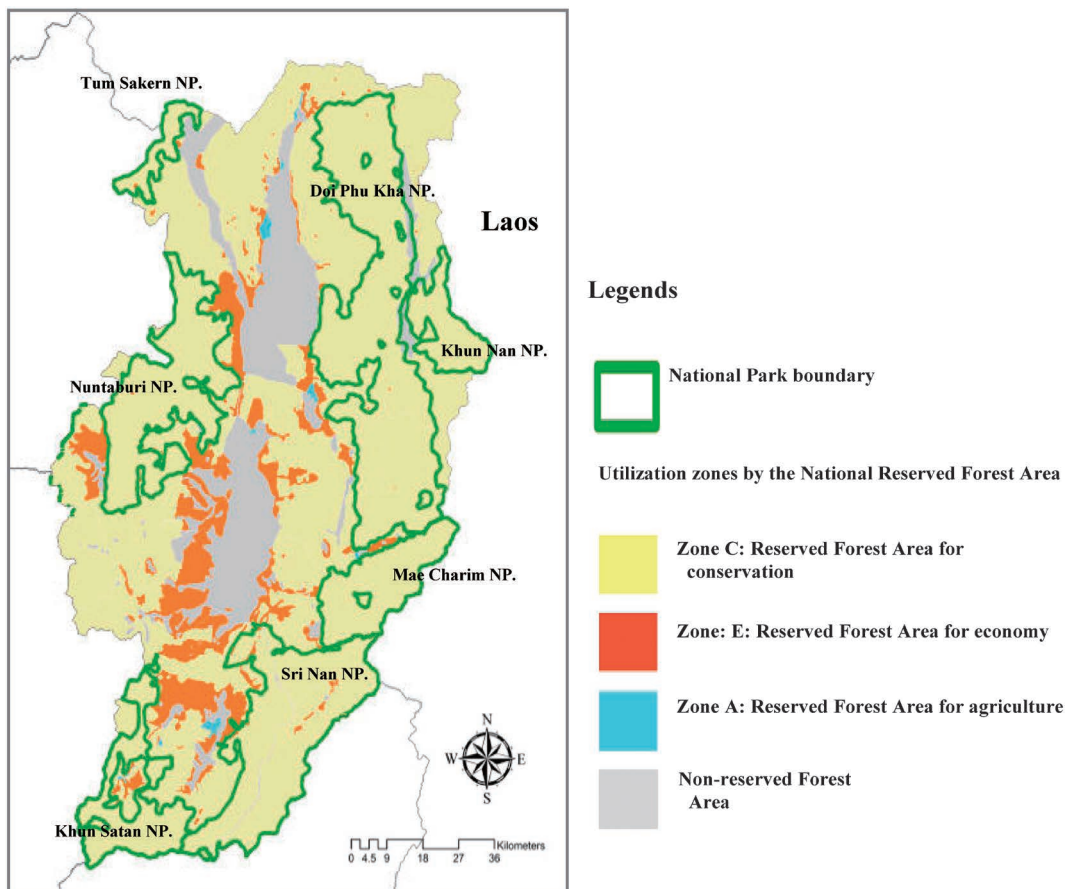 Tum Sakern NP.
Doi Phu Kha NP.
Laos
Khun Nan NP.
Nuntaburi NP.
Mae Charim NP.
Sri Nan NP.
Khun Satan NP.
N
W
E
S
Kilometers
0 4.5 9 18 27 36
Legends
National Park boundary
Utilization zones by the National Reserved Forest Area
Zone C: Reserved Forest Area for
conservation
Zone: E: Reserved Forest Area for economy
Zone A: Reserved Forest Area for agriculture
Non-reserved Forest
Area